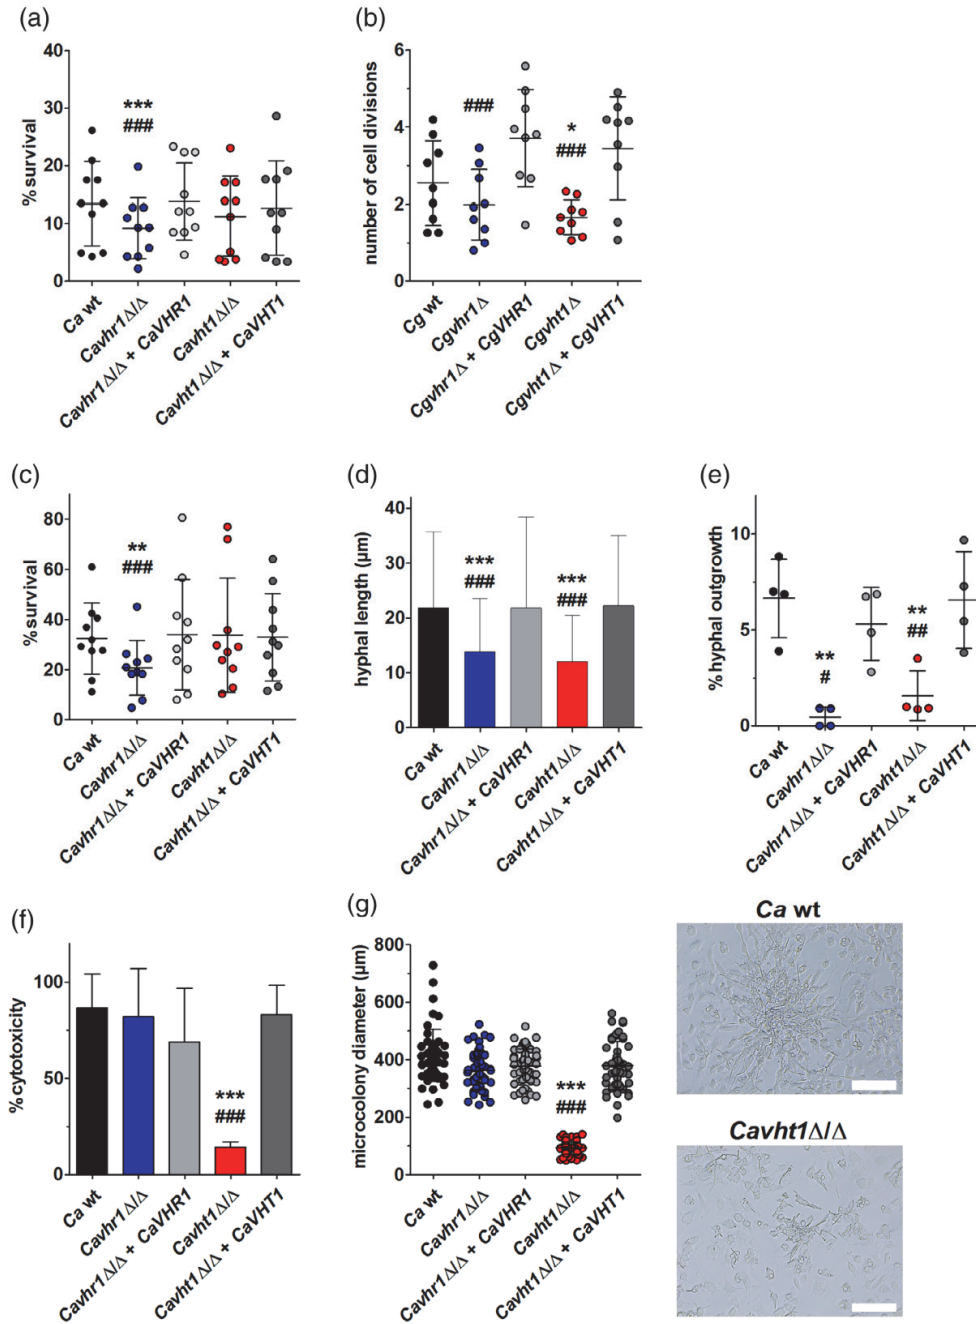 (a)
% survival
40
30
20
10
0
***
###
Ca wt
Cavhr1Δ/Δ
Cavhr1Δ/Δ + CaVHR1
Cavht1Δ/Δ
Cavht1Δ/Δ + CaVHT1
(b)
number of cell divisions
6
4
2
0
###
*
###
Cg wt
Cgvhr1Δ
Cgvhr1Δ + CgVHR1
Cgvht1Δ
Cgvht1Δ + CgVHT1
(c)
% survival
80
60
40
20
0
**
###
Ca wt
Cavhr1Δ/Δ
Cavhr1Δ/Δ + CaVHR1
Cavht1Δ/Δ
Cavht1Δ/Δ + CaVHT1
(d)
hyphal length (μm)
40
30
20
10
0
***
###
***
###
Ca wt
Cavhr1Δ/Δ
Cavhr1Δ/Δ + CaVHR1
Cavht1Δ/Δ
Cavht1Δ/Δ + CaVHT1
(e)
% hyphal outgrowth
10
5
0
**
#
**
##
Ca wt
Cavhr1Δ/Δ
Cavhr1Δ/Δ + CaVHR1
Cavht1Δ/Δ
Cavht1Δ/Δ + CaVHT1
(f)
% cytotoxicity
100
50
0
***
###
Ca wt
Cavhr1Δ/Δ
Cavhr1Δ/Δ + CaVHR1
Cavht1Δ/Δ
Cavht1Δ/Δ + CaVHT1
(g)
microcolony diameter (μm)
800
600
400
200
0
***
###
Ca wt
Cavhr1Δ/Δ
Cavhr1Δ/Δ + CaVHR1
Cavht1Δ/Δ
Cavht1Δ/Δ + CaVHT1
Ca wt
Cavht1Δ/Δ